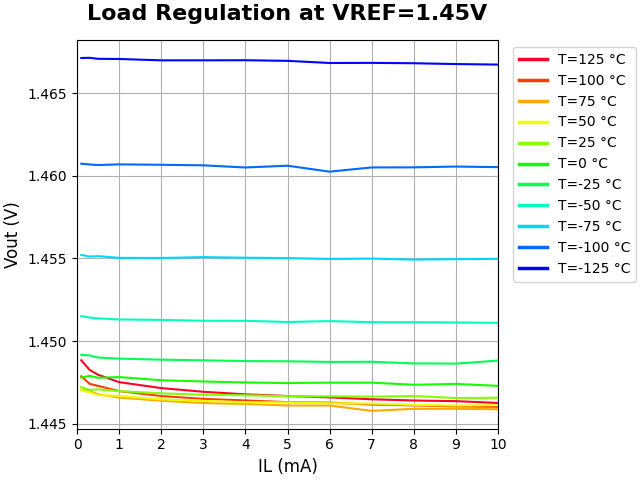 Load Regulation at VREF=1.45V
Vout (V)
1.465
1.460
1.455
1.450
1.445
0
1
2
3
4
5
6
7
8
9
10
IL (mA)
T=125 °C
T=100 °C
T=75 °C
T=50 °C
T=25 °C
T=0 °C
T=-25 °C
T=-50 °C
T=-75 °C
T=-100 °C
T=-125 °C